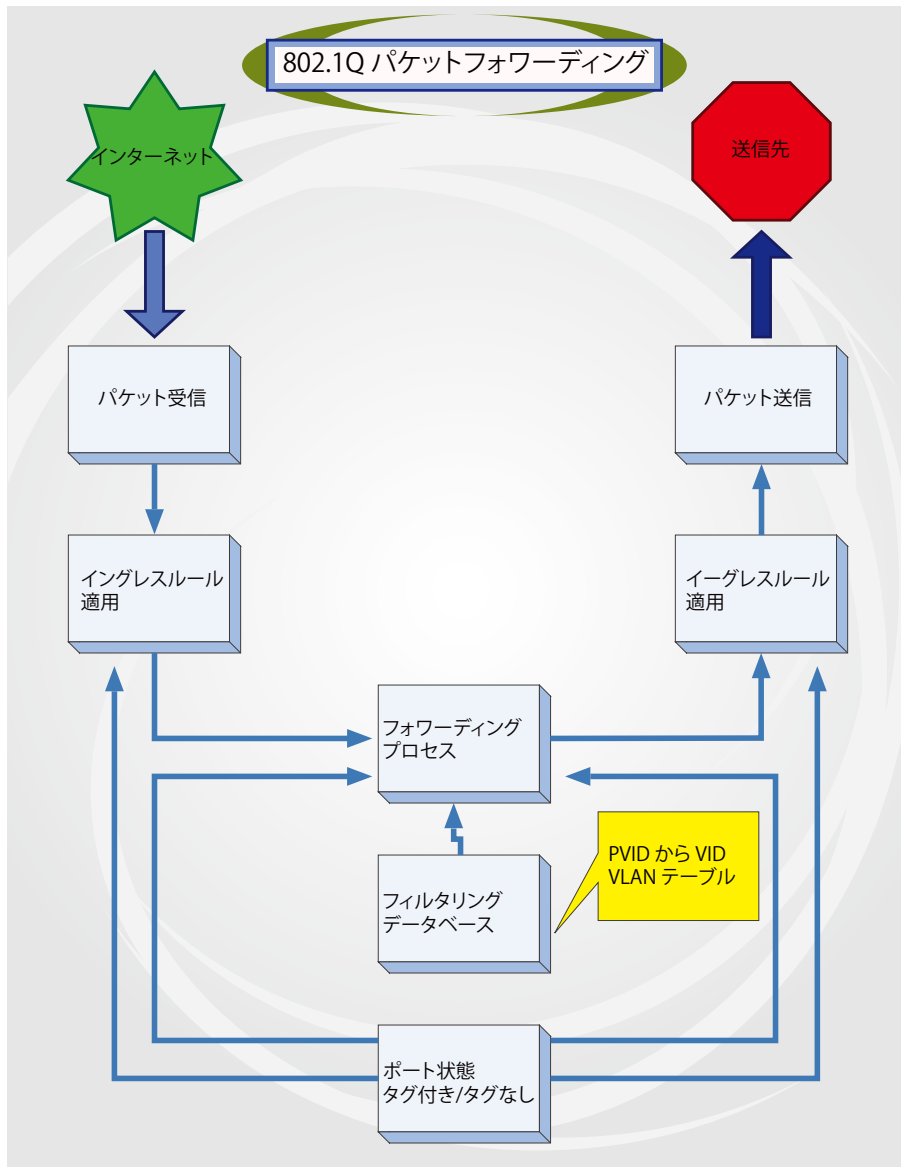 802.1Q パケットフォワーディング
インターネット
送信先
パケット受信
パケット送信
イングレスルール
適用
イーグレスルール
適用
フォワーディング
プロセス
PVID から VID
VLAN テーブル
フィルタリング
データベース
ポート状態
タグ付き/タグなし